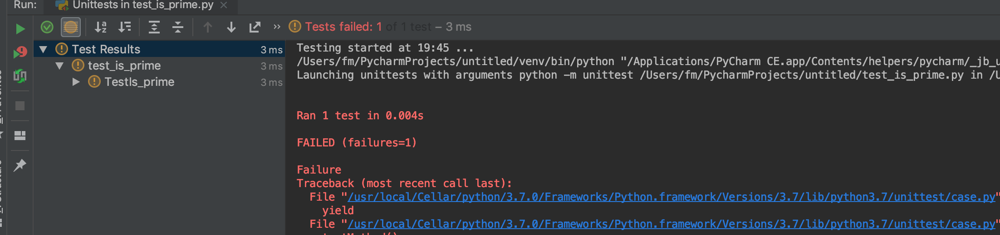 Run:
Unittests in test_is_prime.py
Tests failed: 1 of 1 test – 3 ms
Test Results 3 ms
test_is_prime 3 ms
TestIs_prime 3 ms
Testing started at 19:45 ...
/Users/fm/PycharmProjects/untitled/venv/bin/python "/Applications/PyCharm CE.app/Contents/helpers/pycharm/_jb_u
Launching unittests with arguments python -m unittest /Users/fm/PycharmProjects/untitled/test_is_prime.py in /U
Ran 1 test in 0.004s
FAILED (failures=1)
Failure
Traceback (most recent call last):
File "/usr/local/Cellar/python/3.7.0/Frameworks/Python.framework/Versions/3.7/lib/python3.7/unittest/case.py"
yield
File "/usr/local/Cellar/python/3.7.0/Frameworks/Python.framework/Versions/3.7/lib/python3.7/unittest/case.py"